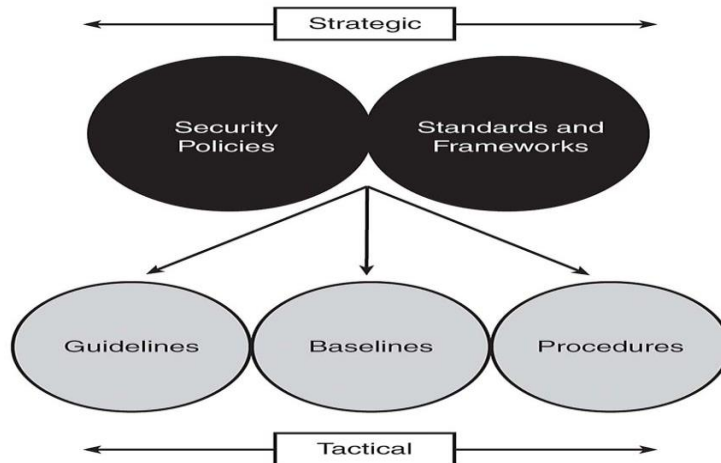 Strategic
Security
Policies
Standards and
Frameworks
Guidelines
Baselines
Procedures
Tactical